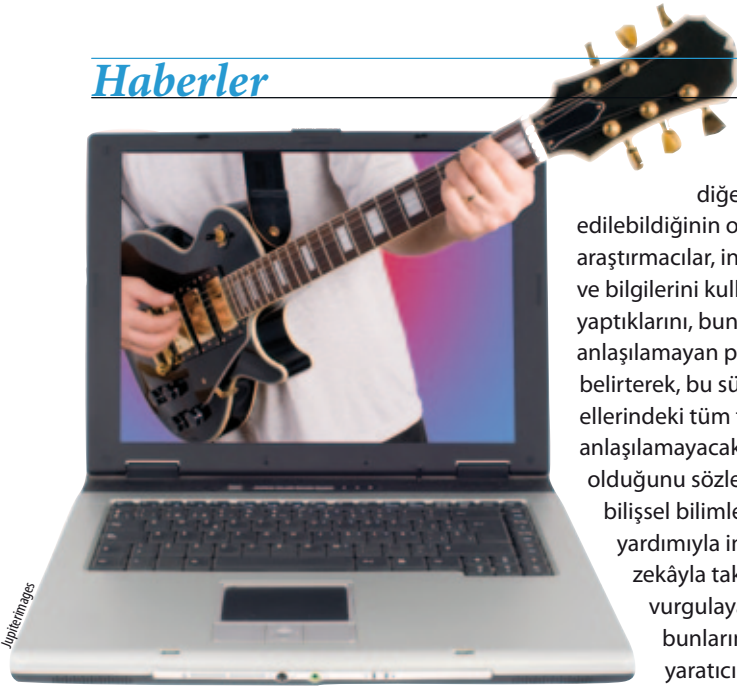 Haberler
diğe
edilebildiğinin o
araştırmacılar, in
ve bilgilerini kull
yaptıklarını, bun
anlaşılamayan p
belirterek, bu sü
ellerindeki tüm
anlaşılamayacak
olduğunu sözle
bilişsel bilimle
yardımıyla in
zekâyla tak
vurgulaya
bunların
yaratıcı
Jupiterimages